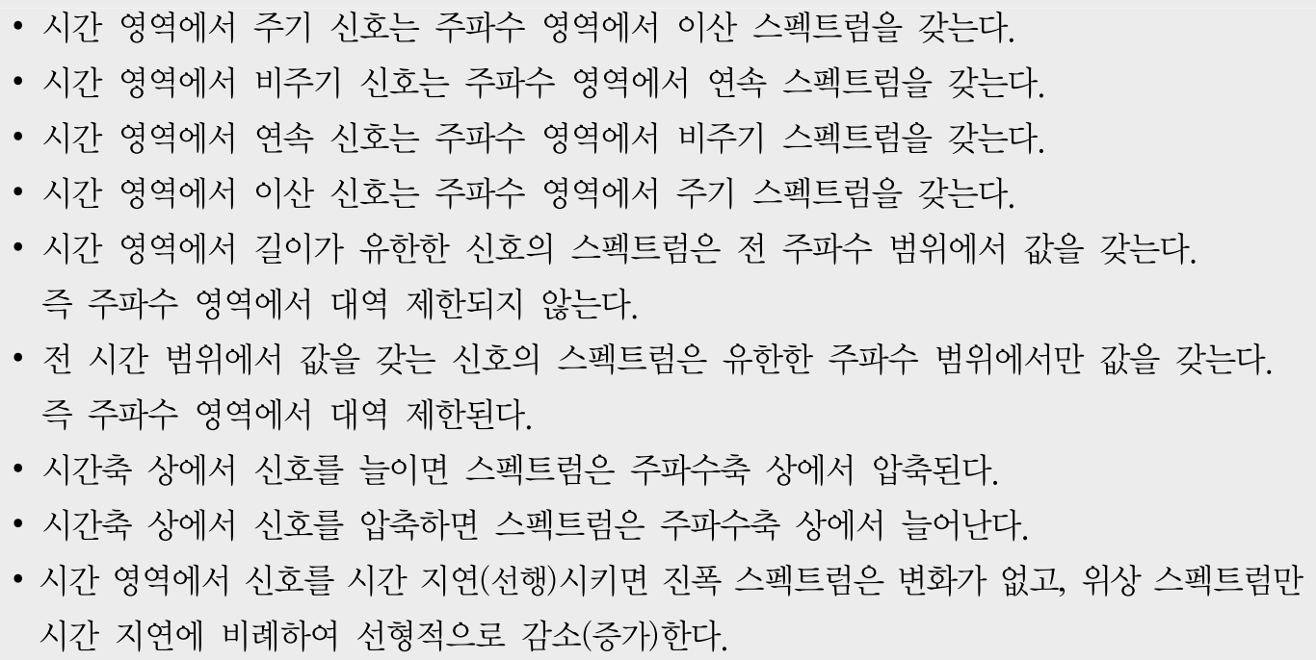 • 시간 영역에서 주기 신호는 주파수 영역에서 이산 스펙트럼을 갖는다.
• 시간 영역에서 비주기 신호는 주파수 영역에서 연속 스펙트럼을 갖는다.
• 시간 영역에서 연속 신호는 주파수 영역에서 비주기 스펙트럼을 갖는다.
• 시간 영역에서 이산 신호는 주파수 영역에서 주기 스펙트럼을 갖는다.
• 시간 영역에서 길이가 유한한 신호의 스펙트럼은 전 주파수 범위에서 값을 갖는다.
즉 주파수 영역에서 대역 제한되지 않는다.
• 전 시간 범위에서 값을 갖는 신호의 스펙트럼은 유한한 주파수 범위에서만 값을 갖는다.
즉 주파수 영역에서 대역 제한된다.
• 시간축 상에서 신호를 늘이면 스펙트럼은 주파수축 상에서 압축된다.
• 시간축 상에서 신호를 압축하면 스펙트럼은 주파수축 상에서 늘어난다.
• 시간 영역에서 신호를 시간 지연(선행)시키면 진폭 스펙트럼은 변화가 없고, 위상 스펙트럼만
시간 지연에 비례하여 선형적으로 감소(증가)한다.